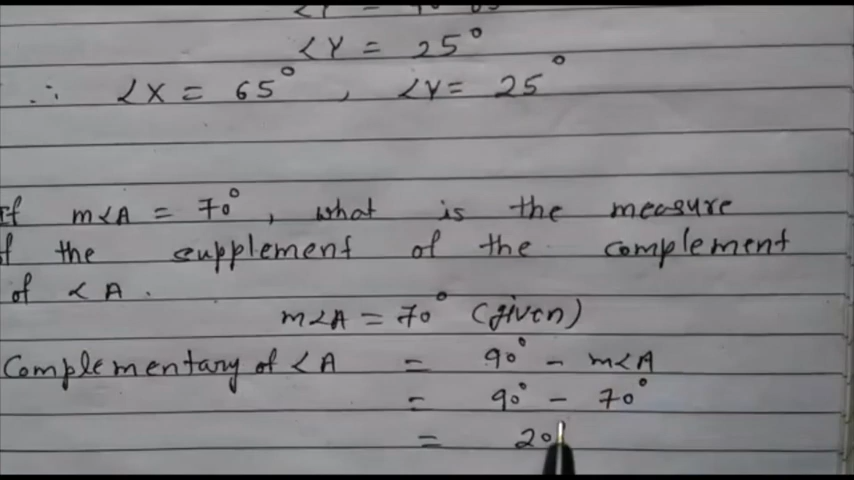 ∠Y = 25°
∴ ∠X = 65°, ∠Y = 25°
If m∠A = 70°, what is the measure
f the supplement of the complement
of ∠A.
m∠A = 70° (given)
Complementary of ∠A = 90° - m∠A
= 90° - 70°
= 20